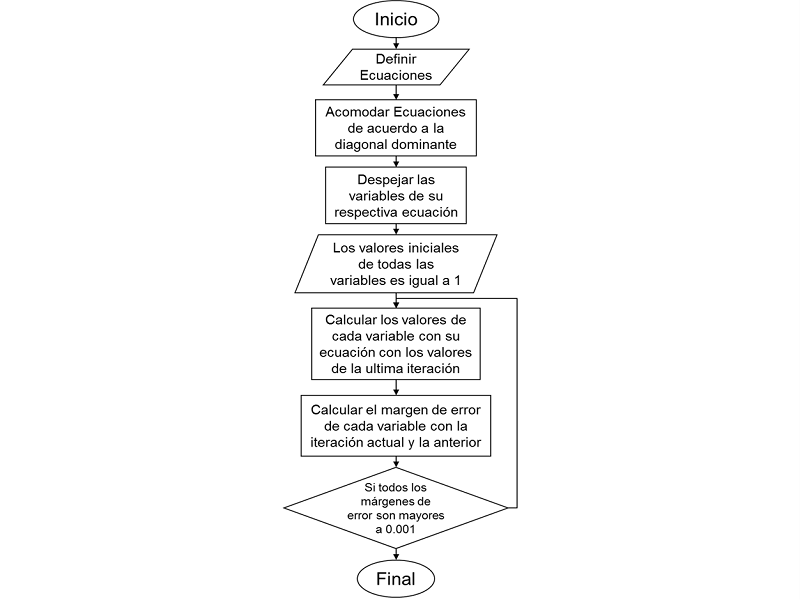 Inicio
Definir
Ecuaciones
Acomodar Ecuaciones
de acuerdo a la
diagonal dominante
Despejar las
variables de su
respectiva ecuación
Los valores iniciales
de todas las
variables es igual a 1
Calcular los valores de
cada variable con su
ecuación con los valores
de la ultima iteración
Calcular el margen de error
de cada variable con la
iteración actual y la anterior
Si todos los
márgenes de
error son mayores
a 0.001
Final